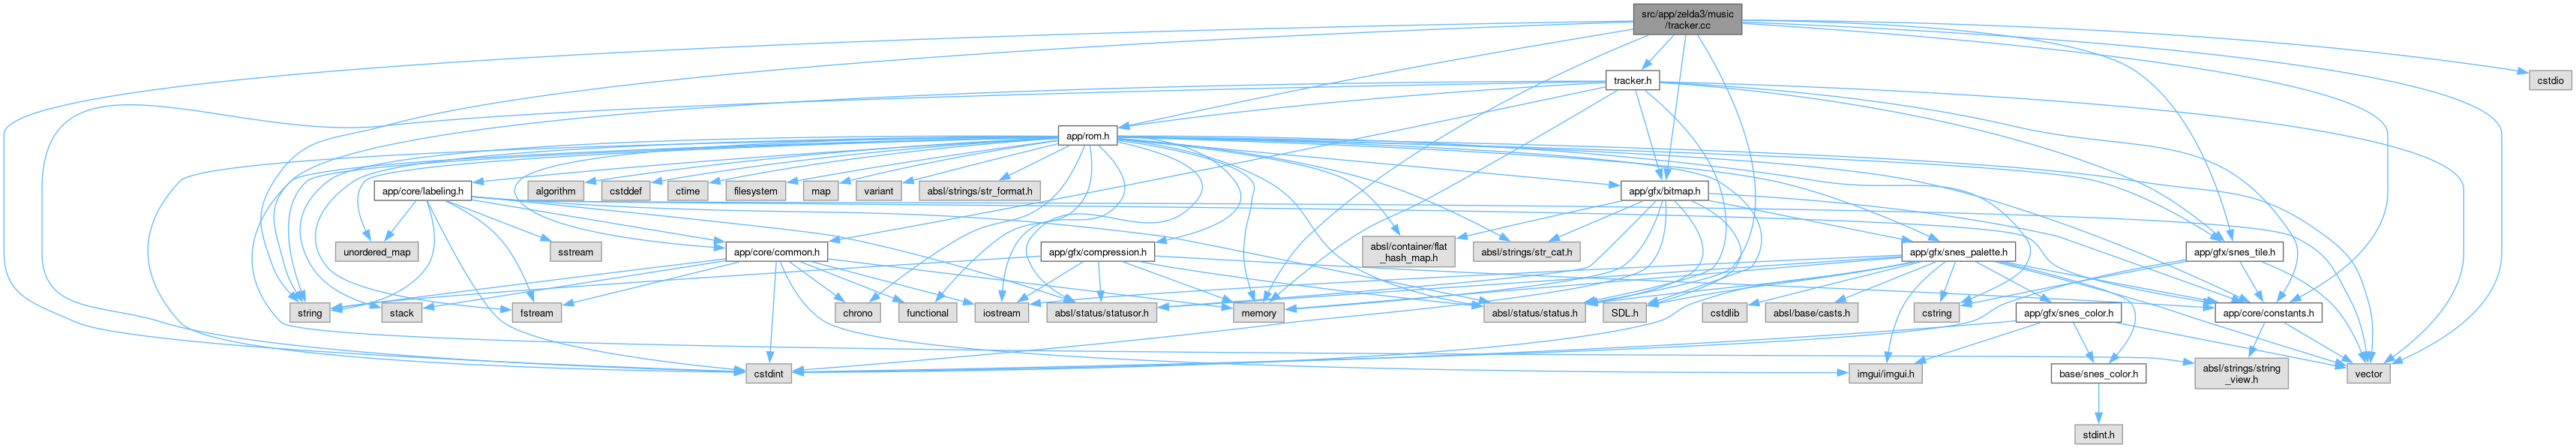 src/app/zelda3/music
/tracker.cc
tracker.h
cstdio
app/rom.h
app/core/labeling.h
algorithm
cstddef
ctime
filesystem
map
variant
absl/strings/str_format.h
app/gfx/bitmap.h
unordered_map
sstream
app/core/common.h
app/gfx/compression.h
absl/container/flat
_hash_map.h
absl/strings/str_cat.h
app/gfx/snes_palette.h
app/gfx/snes_tile.h
string
stack
fstream
chrono
functional
iostream
absl/status/statusor.h
memory
absl/status/status.h
SDL.h
cstdlib
absl/base/casts.h
cstring
app/gfx/snes_color.h
app/core/constants.h
cstdint
imgui/imgui.h
base/snes_color.h
absl/strings/string
_view.h
vector
stdint.h